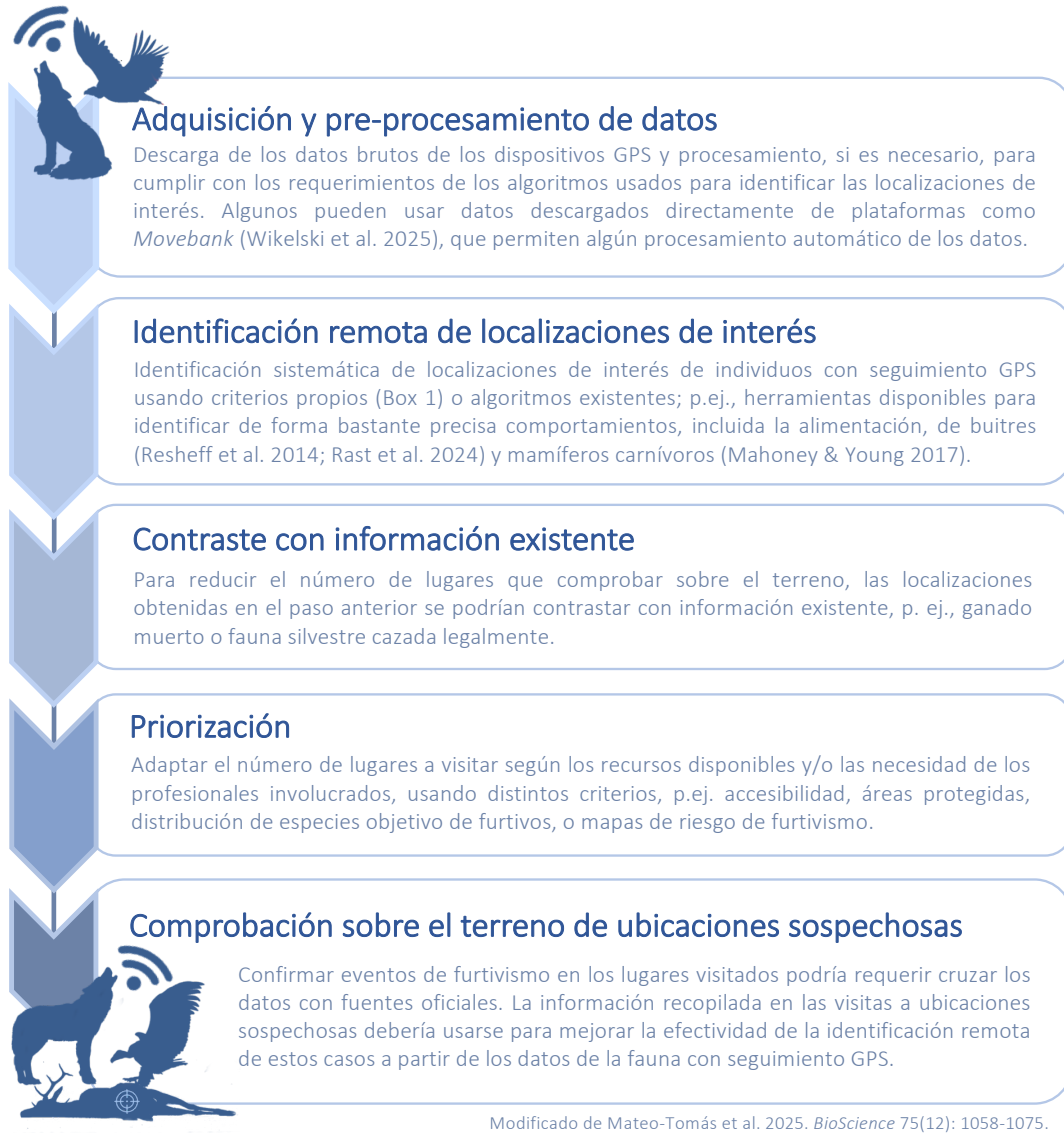 Adquisición y pre-procesamiento de datos
Descarga de los datos brutos de los dispositivos GPS y procesamiento, si es necesario, para
cumplir con los requerimientos de los algoritmos usados para identificar las localizaciones de
interés. Algunos pueden usar datos descargados directamente de plataformas como
Movebank (Wikelski et al. 2025), que permiten algún procesamiento automático de los datos.
Identificación remota de localizaciones de interés
Identificación sistemática de localizaciones de interés de individuos con seguimiento GPS
usando criterios propios (Box 1) o algoritmos existentes; p.ej., herramientas disponibles para
identificar de forma bastante precisa comportamientos, incluida la alimentación, de buitres
(Resheff et al. 2014; Rast et al. 2024) y mamíferos carnívoros (Mahoney & Young 2017).
Contraste con información existente
Para reducir el número de lugares que comprobar sobre el terreno, las localizaciones
obtenidas en el paso anterior se podrían contrastar con información existente, p. ej., ganado
muerto o fauna silvestre cazada legalmente.
Priorización
Adaptar el número de lugares a visitar según los recursos disponibles y/o las necesidad de los
profesionales involucrados, usando distintos criterios, p.ej. accesibilidad, áreas protegidas,
distribución de especies objetivo de furtivos, o mapas de riesgo de furtivismo.
Comprobación sobre el terreno de ubicaciones sospechosas
Confirmar eventos de furtivismo en los lugares visitados podría requerir cruzar los
datos con fuentes oficiales. La información recopilada en las visitas a ubicaciones
sospechosas debería usarse para mejorar la efectividad de la identificación remota
de estos casos a partir de los datos de la fauna con seguimiento GPS.
Modificado de Mateo-Tomás et al. 2025. BioScience 75(12): 1058-1075.